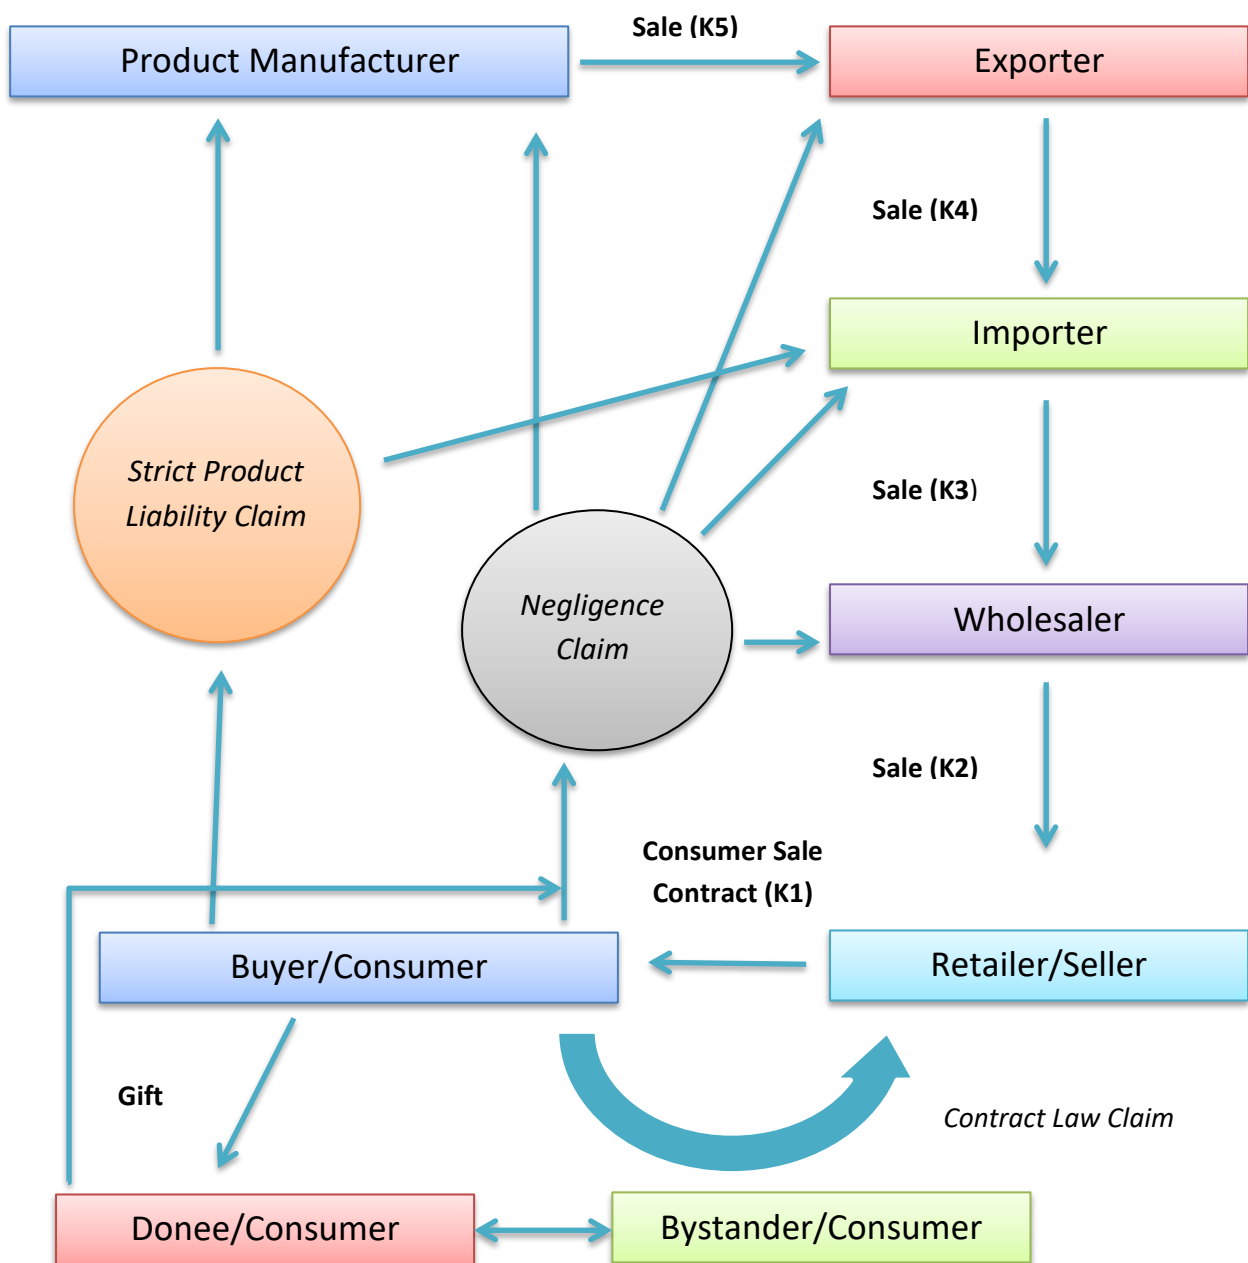 Sale (K5)
Product Manufacturer
Exporter
Sale (K4)
Importer
Strict Product
Liability Claim
Sale (K3)
Negligence
Claim
Wholesaler
Sale (K2)
Consumer Sale
Contract (K1)
Buyer/Consumer
Retailer/Seller
Gift
Contract Law Claim
Donee/Consumer
Bystander/Consumer